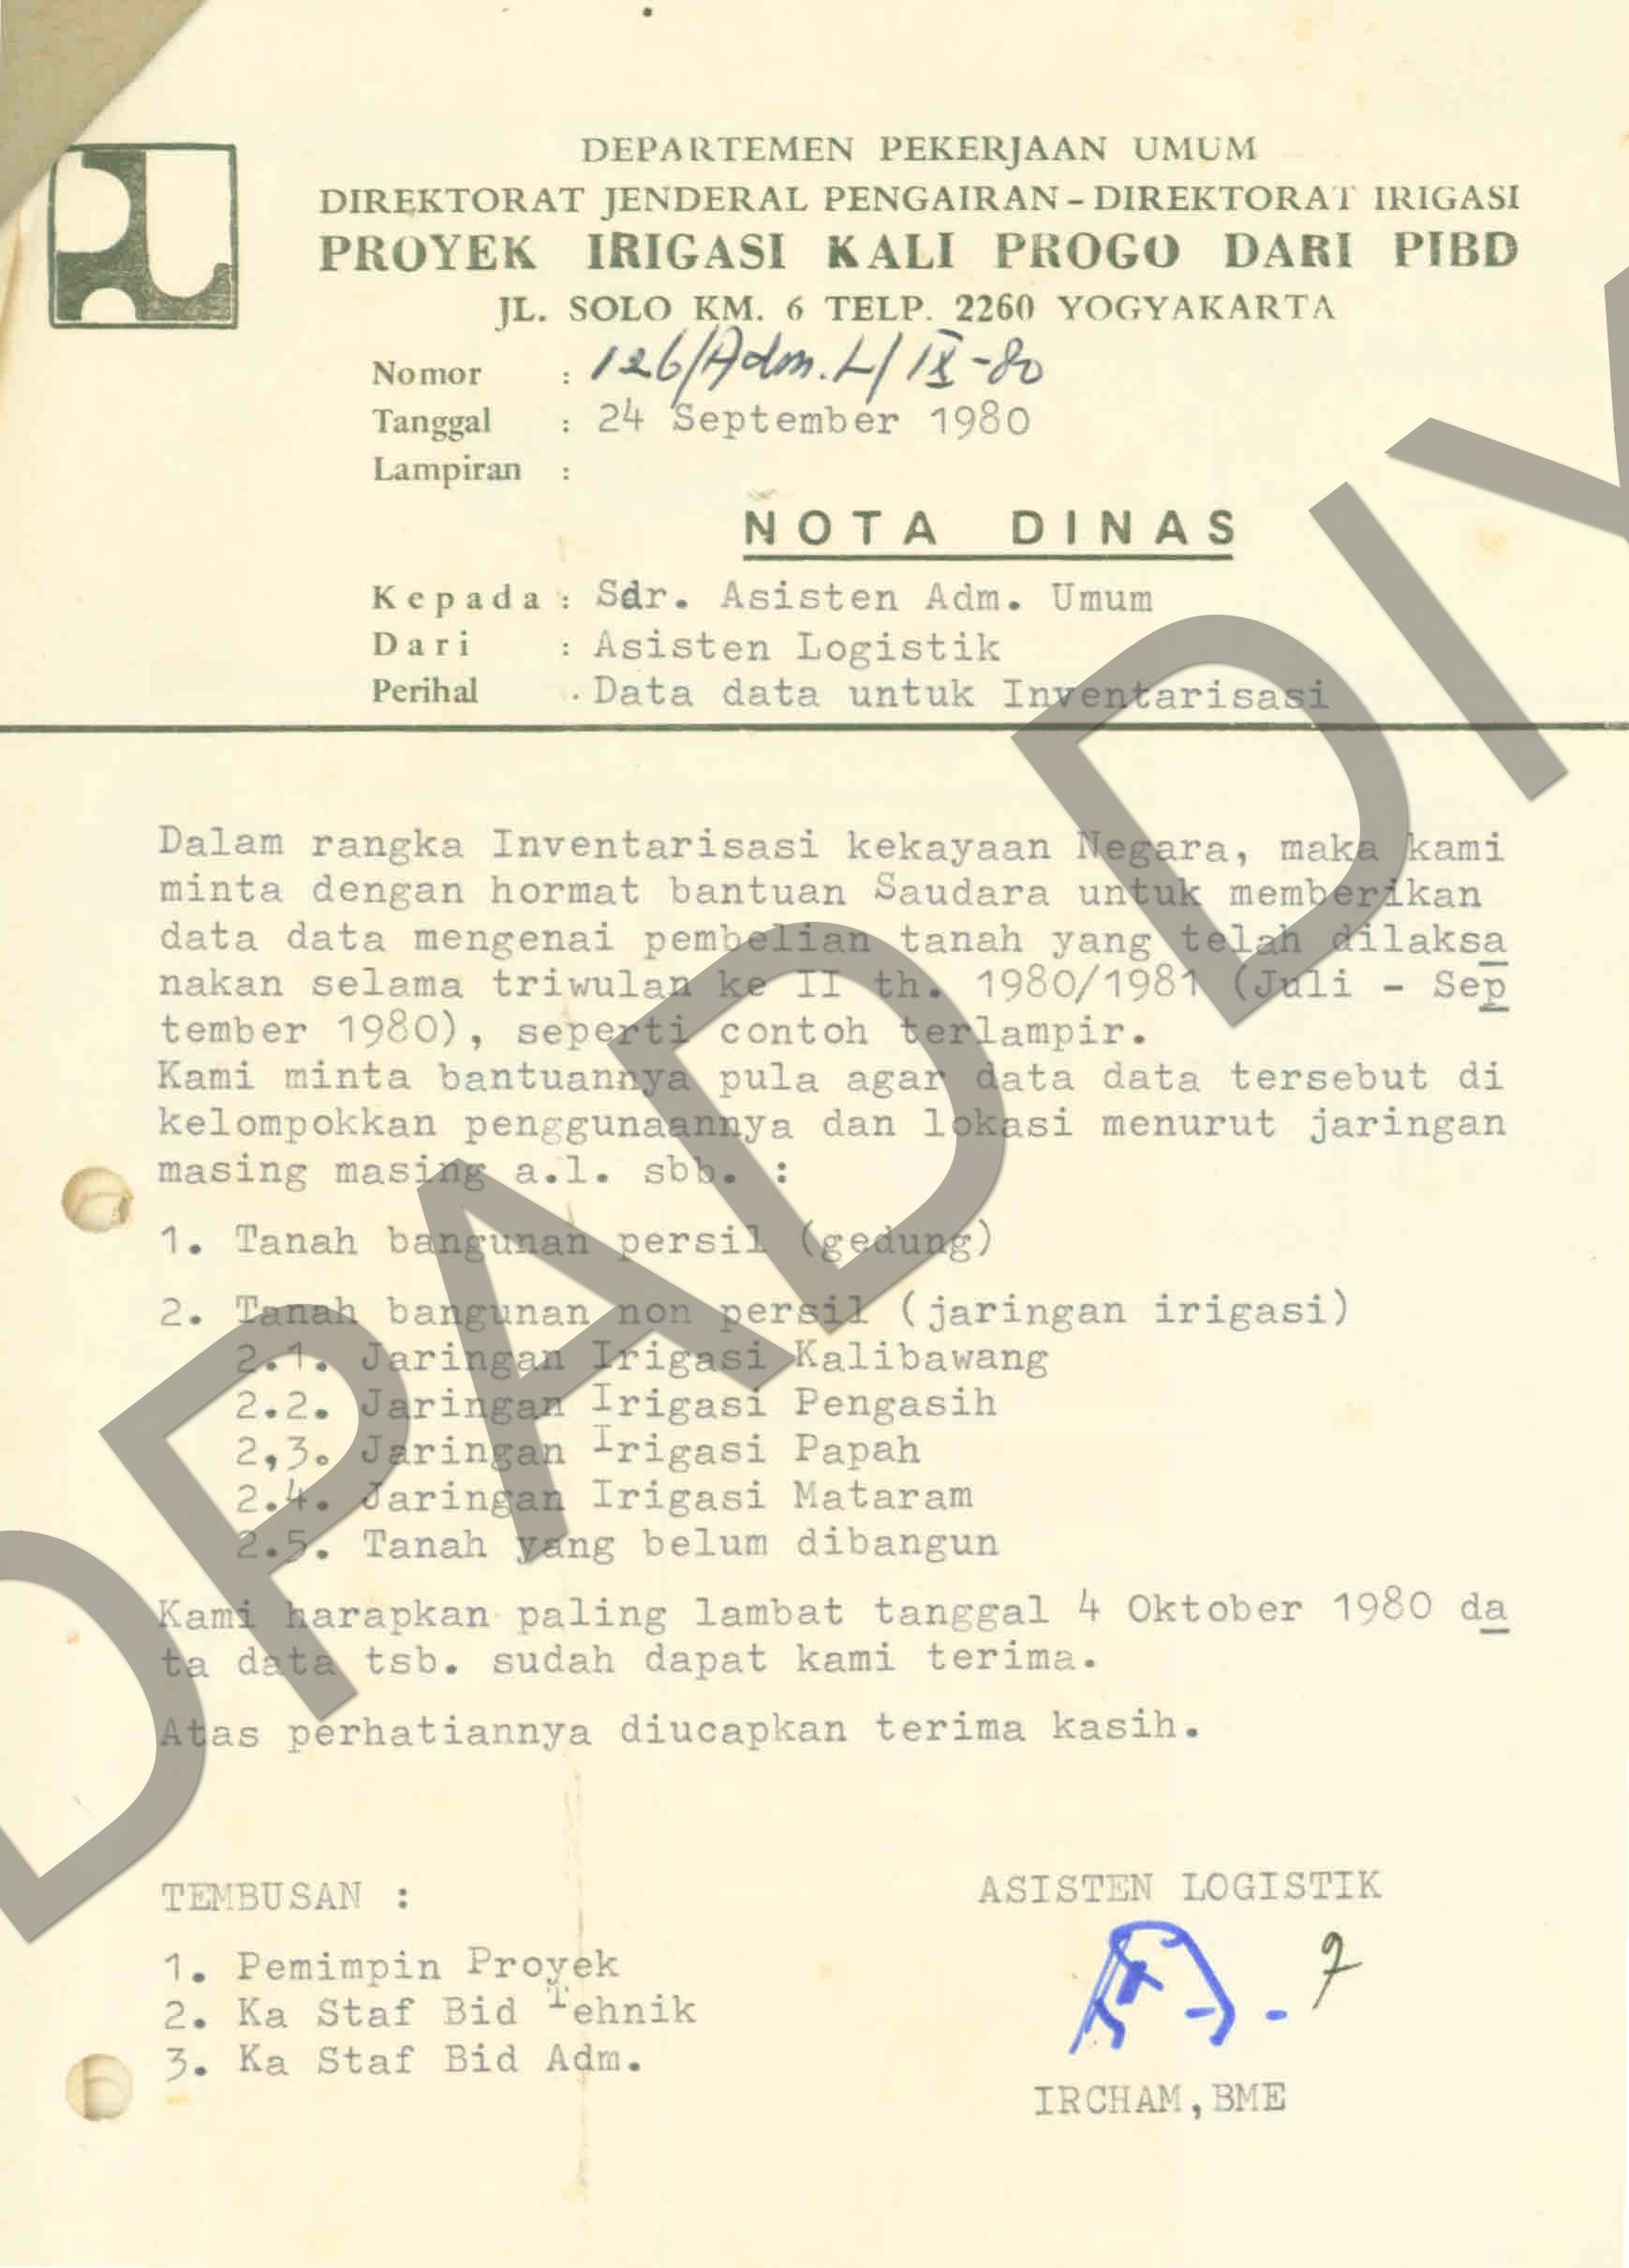 DEPARTEMEN PEKERJAAN UMUM
DIREKTORAT JENDERAL PENGAIRAN - DIREKTORAT IRIGASI
PROYEK IRIGASI KALI PROGO DARI PIBD
JL. SOLO KM. 6 TELP. 2260 YOGYAKARTA
Nomor : 126/Adm.L/IX-80
Tanggal : 24 September 1980
Lampiran :
NOTA DINAS
Kepada : Sdr. Asisten Adm. Umum
Dari : Asisten Logistik
Perihal . Data data untuk Inventarisasi
Dalam rangka Inventarisasi kekayaan Negara, maka kami
minta dengan hormat bantuan Saudara untuk memberikan
data data mengenai pembelian tanah yang telah dilaksa
nakan selama triwulan ke II th. 1980/1981 (Juli - Sep
tember 1980), seperti contoh terlampir.
Kami minta bantuannya pula agar data data tersebut di
kelompokkan penggunaannya dan lokasi menurut jaringan
masing masing a.l. sbb. :
1. Tanah bangunan persil (gedung)
2. Tanah bangunan non persil (jaringan irigasi)
2.1. Jaringan Irigasi Kalibawang
2.2. Jaringan Irigasi Pengasih
2,3. Jaringan Irigasi Papah
2.4. Jaringan Irigasi Mataram
2.5. Tanah yang belum dibangun
Kami harapkan paling lambat tanggal 4 Oktober 1980 da
ta data tsb. sudah dapat kami terima.
Atas perhatiannya diucapkan terima kasih.
TEMBUSAN :
1. Pemimpin Proyek
2. Ka Staf Bid Tehnik
3. Ka Staf Bid Adm.
ASISTEN LOGISTIK
IRCHAM, BME
DPAD DIY